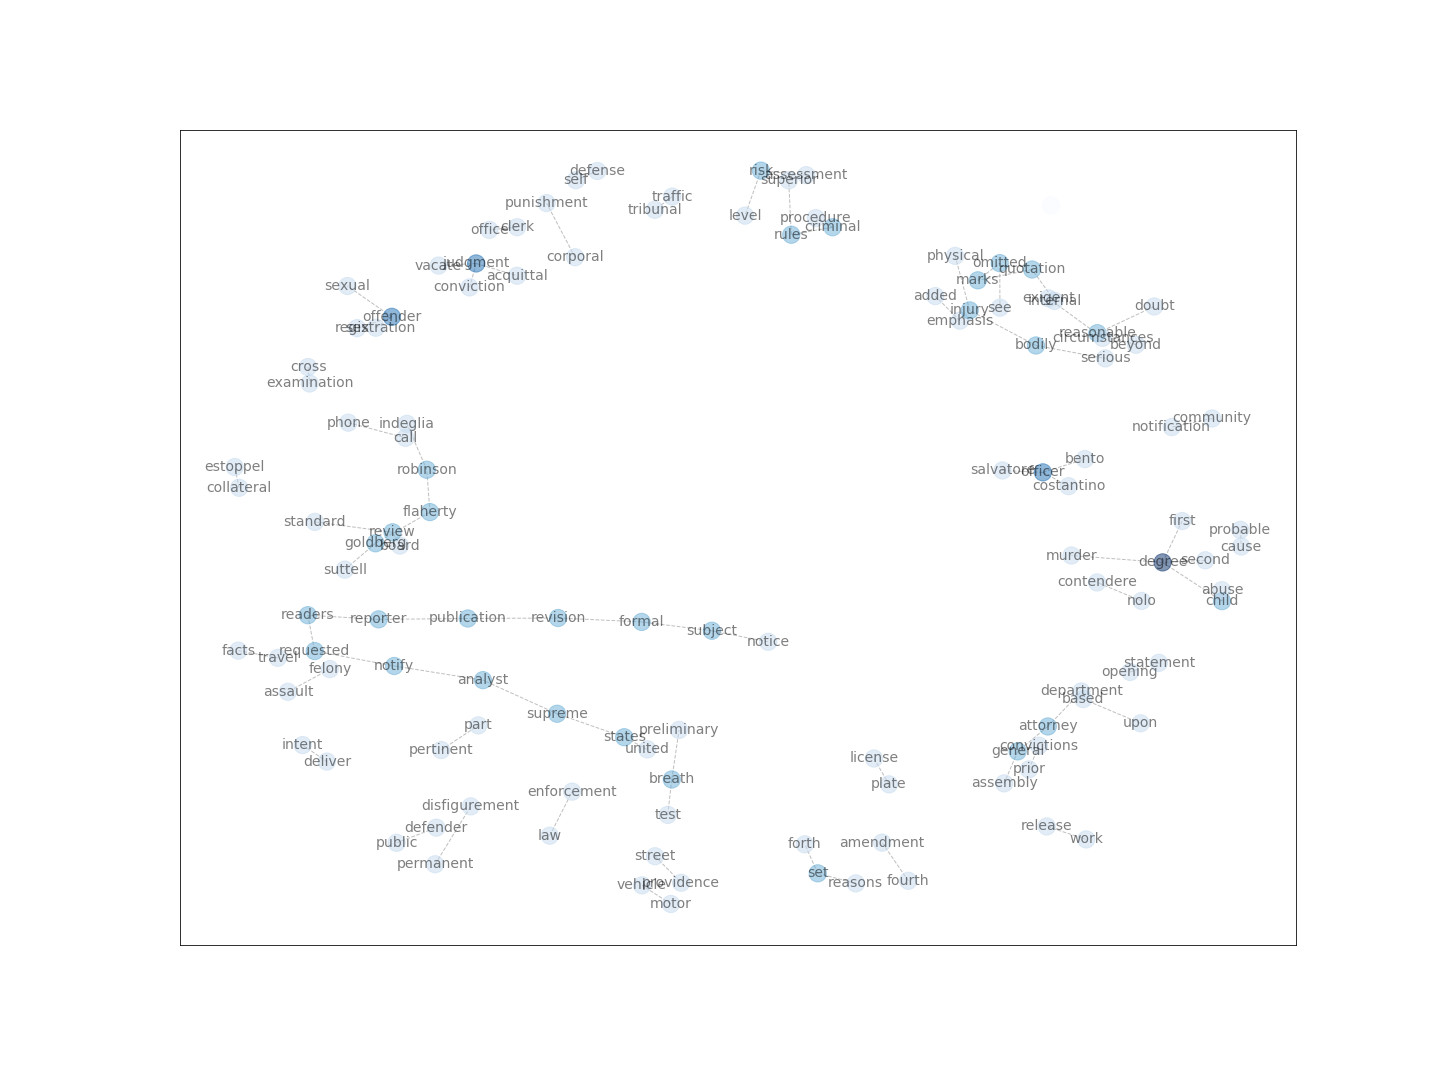 defense
self
risk
assessment
superior
traffic
tribunal
punishment
level
procedure
criminal
rules
office
clerk
corporal
physical
omitted
quotation
marks
vacate
judgment
acquittal
conviction
sexual
added
exigent
internal
injury
see
emphasis
doubt
offender
sex
registration
reasonable
circumstances
beyond
bodily
serious
cross
examination
phone
indeglia
call
community
notification
estoppel
collateral
robinson
salvatore
officer
bento
costantino
standard
flaherty
review
goldberg
board
suttell
first
probable
cause
murder
degree
second
contendere
nolo
abuse
child
readers
reporter
publication
revision
formal
subject
notice
facts
travel
requested
felony
assault
notify
analyst
statement
opening
department
based
upon
attorney
supreme
states
united
preliminary
part
pertinent
intent
deliver
convictions
general
prior
assembly
license
plate
breath
test
enforcement
law
disfigurement
defender
public
permanent
release
work
forth
set
reasons
amendment
fourth
street
vehicle
providence
motor